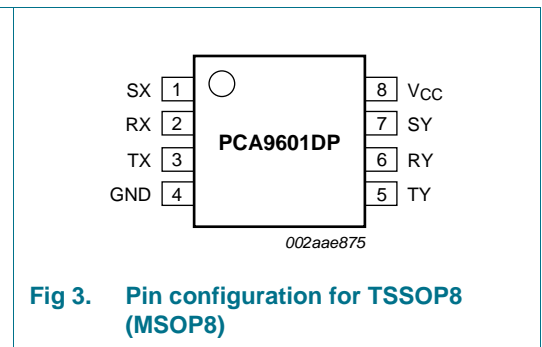 SX 1 8 VCC
RX 2 PCA9601DP 7 SY
TX 3 6 RY
GND 4 5 TY
002aae875
Fig 3. Pin configuration for TSSOP8
(MSOP8)